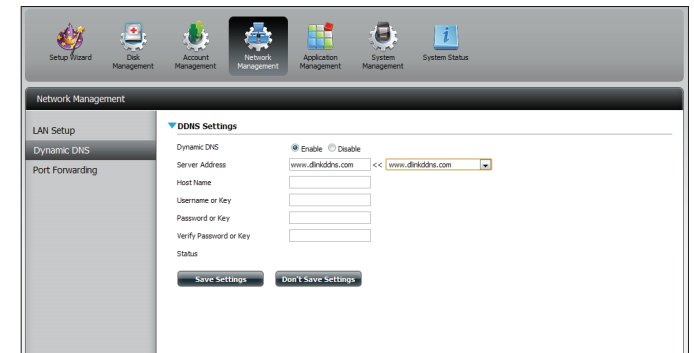 Setup Wizard
Disk Management
Account Management
Network Management
Application Management
System Management
System Status
Network Management
LAN Setup
Dynamic DNS
Port Forwarding
DDNS Settings
Dynamic DNS Enable Disable
Server Address www.dlinkddns.com << www.dlinkddns.com
Host Name
Username or Key
Password or Key
Verify Password or Key
Status
Save Settings Don't Save Settings